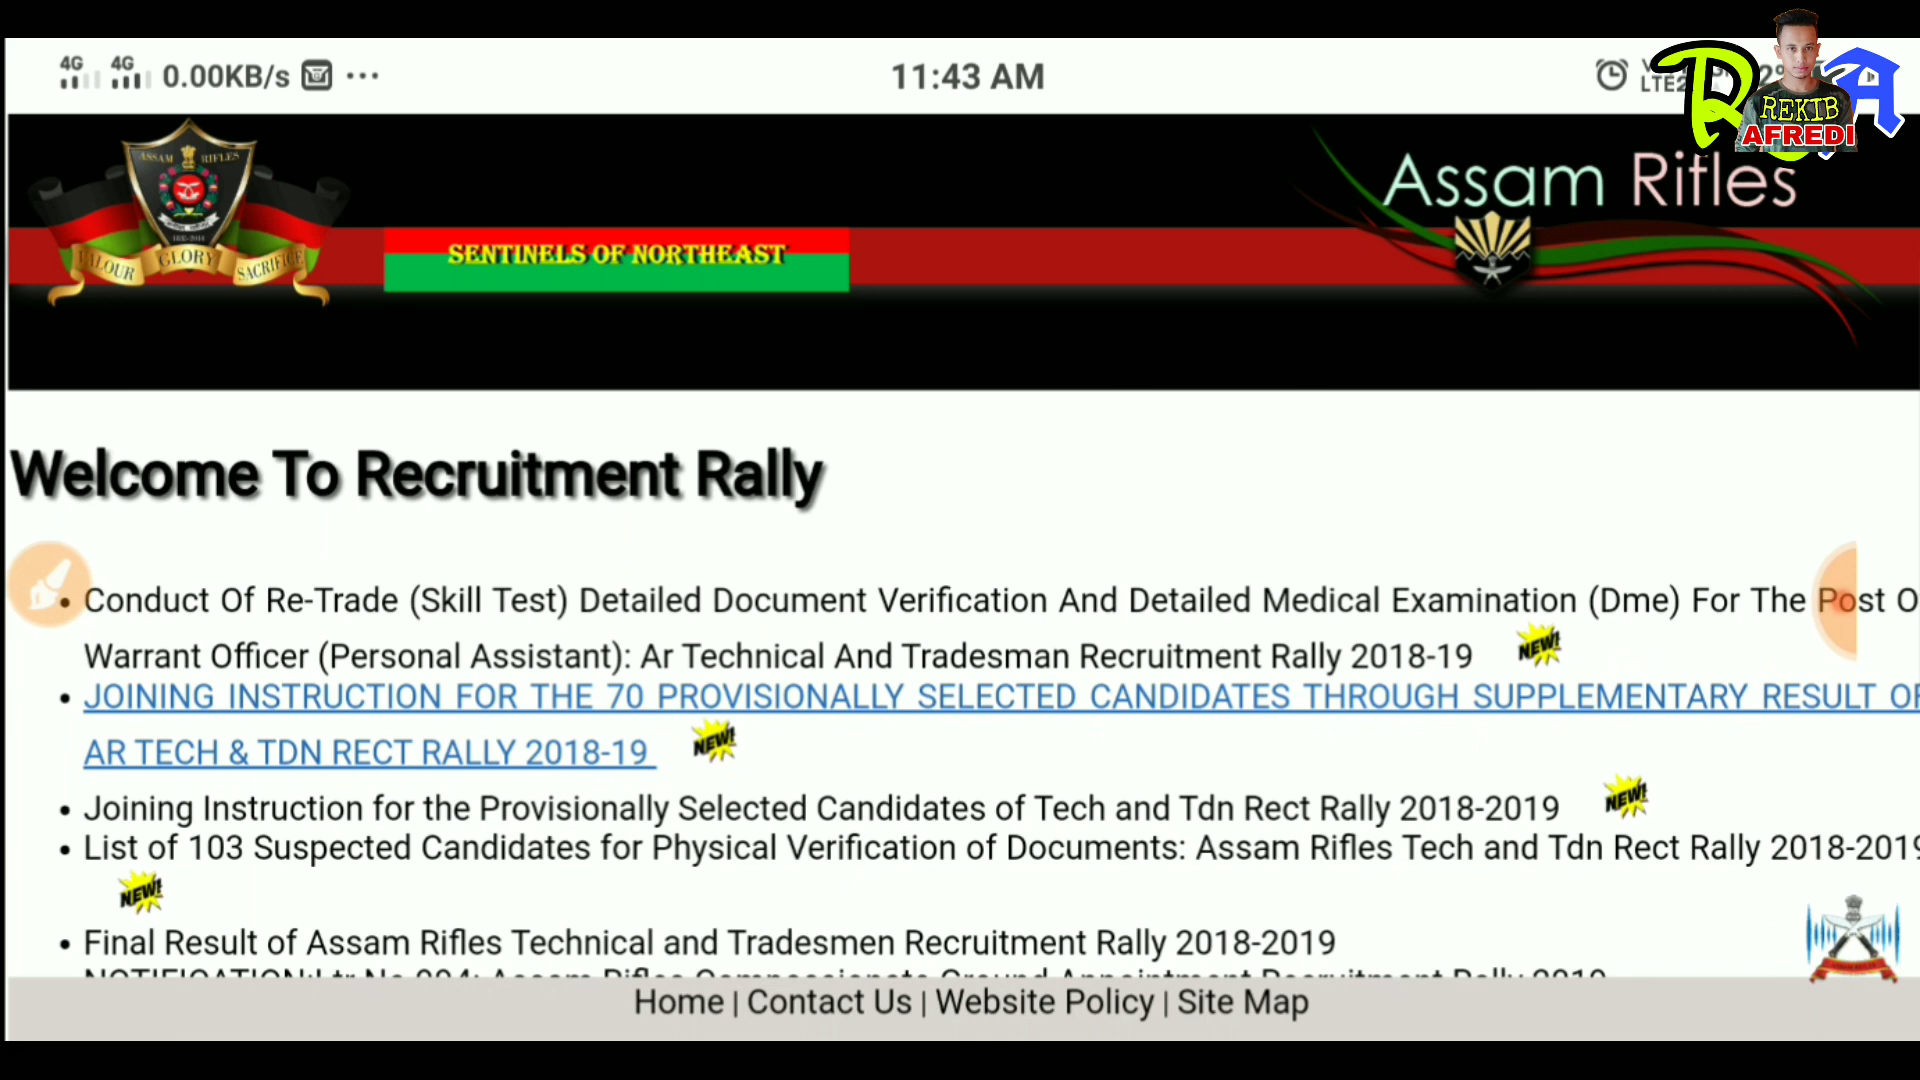 4G 4G 0.00KB/s
11:43 AM
LTE2
REKIB
AFREDI
ASSAM RIFLES
VALOUR GLORY SACRIFICE
SENTINELS OF NORTHEAST
Assam Rifles
Welcome To Recruitment Rally
Conduct Of Re-Trade (Skill Test) Detailed Document Verification And Detailed Medical Examination (Dme) For The Post O
Warrant Officer (Personal Assistant): Ar Technical And Tradesman Recruitment Rally 2018-19 NEW!
JOINING INSTRUCTION FOR THE 70 PROVISIONALLY SELECTED CANDIDATES THROUGH SUPPLEMENTARY RESULT OF
AR TECH & TDN RECT RALLY 2018-19 NEW!
Joining Instruction for the Provisionally Selected Candidates of Tech and Tdn Rect Rally 2018-2019 NEW!
List of 103 Suspected Candidates for Physical Verification of Documents: Assam Rifles Tech and Tdn Rect Rally 2018-2019
NEW!
Final Result of Assam Rifles Technical and Tradesmen Recruitment Rally 2018-2019
Home | Contact Us | Website Policy | Site Map